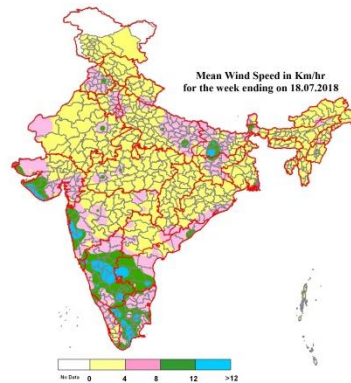 Mean Wind Speed in Km/hr
for the week ending on 18.07.2018
No Data 0 4 8 12 >12